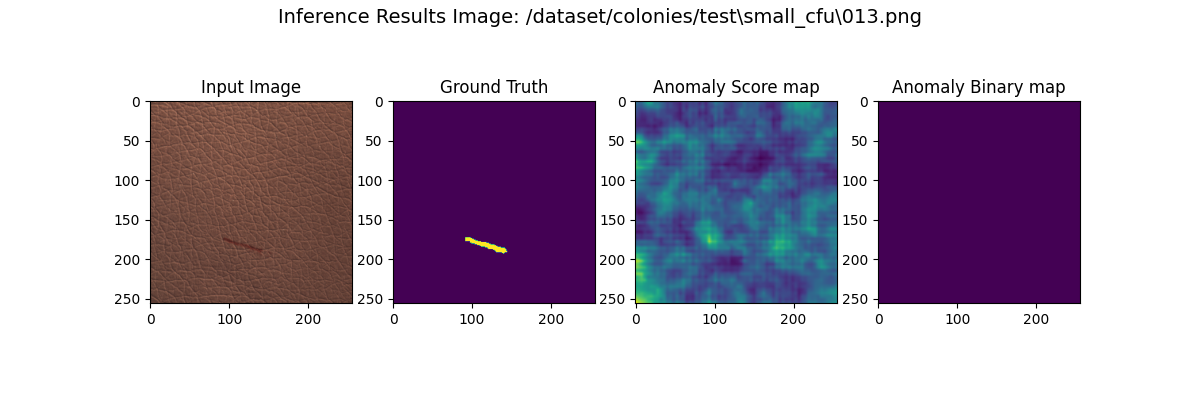 Inference Results Image: /dataset/colonies/test\small_cfu\013.png
Input Image
0
50
100
150
200
250
0 100 200
Ground Truth
0
50
100
150
200
250
0 100 200
Anomaly Score map
0
50
100
150
200
250
0 100 200
Anomaly Binary map
0
50
100
150
200
250
0 100 200